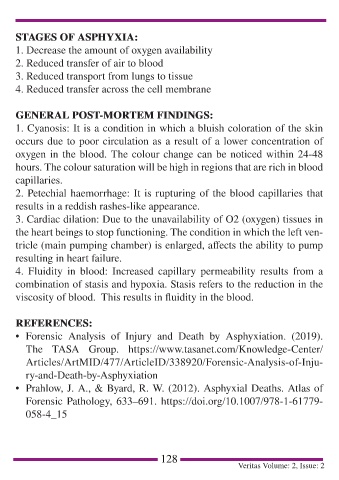 STAGES OF ASPHYXIA:
1. Decrease the amount of oxygen availability
2. Reduced transfer of air to blood
3. Reduced transport from lungs to tissue
4. Reduced transfer across the cell membrane
GENERAL POST-MORTEM FINDINGS:
1. Cyanosis: It is a condition in which a bluish coloration of the skin
occurs due to poor circulation as a result of a lower concentration of
oxygen in the blood. The colour change can be noticed within 24-48
hours. The colour saturation will be high in regions that are rich in blood
capillaries.
2. Petechial haemorrhage: It is rupturing of the blood capillaries that
results in a reddish rashes-like appearance.
3. Cardiac dilation: Due to the unavailability of O2 (oxygen) tissues in
the heart beings to stop functioning. The condition in which the left ven-
tricle (main pumping chamber) is enlarged, affects the ability to pump
resulting in heart failure.
4. Fluidity in blood: Increased capillary permeability results from a
combination of stasis and hypoxia. Stasis refers to the reduction in the
viscosity of blood. This results in fluidity in the blood.
REFERENCES:
• Forensic Analysis of Injury and Death by Asphyxiation. (2019).
The TASA Group. https://www.tasanet.com/Knowledge-Center/
Articles/ArtMID/477/ArticleID/338920/Forensic-Analysis-of-Inju-
ry-and-Death-by-Asphyxiation
• Prahlow, J. A., & Byard, R. W. (2012). Asphyxial Deaths. Atlas of
Forensic Pathology, 633–691. https://doi.org/10.1007/978-1-61779-
058-4_15
128
Veritas Volume: 2, Issue: 2